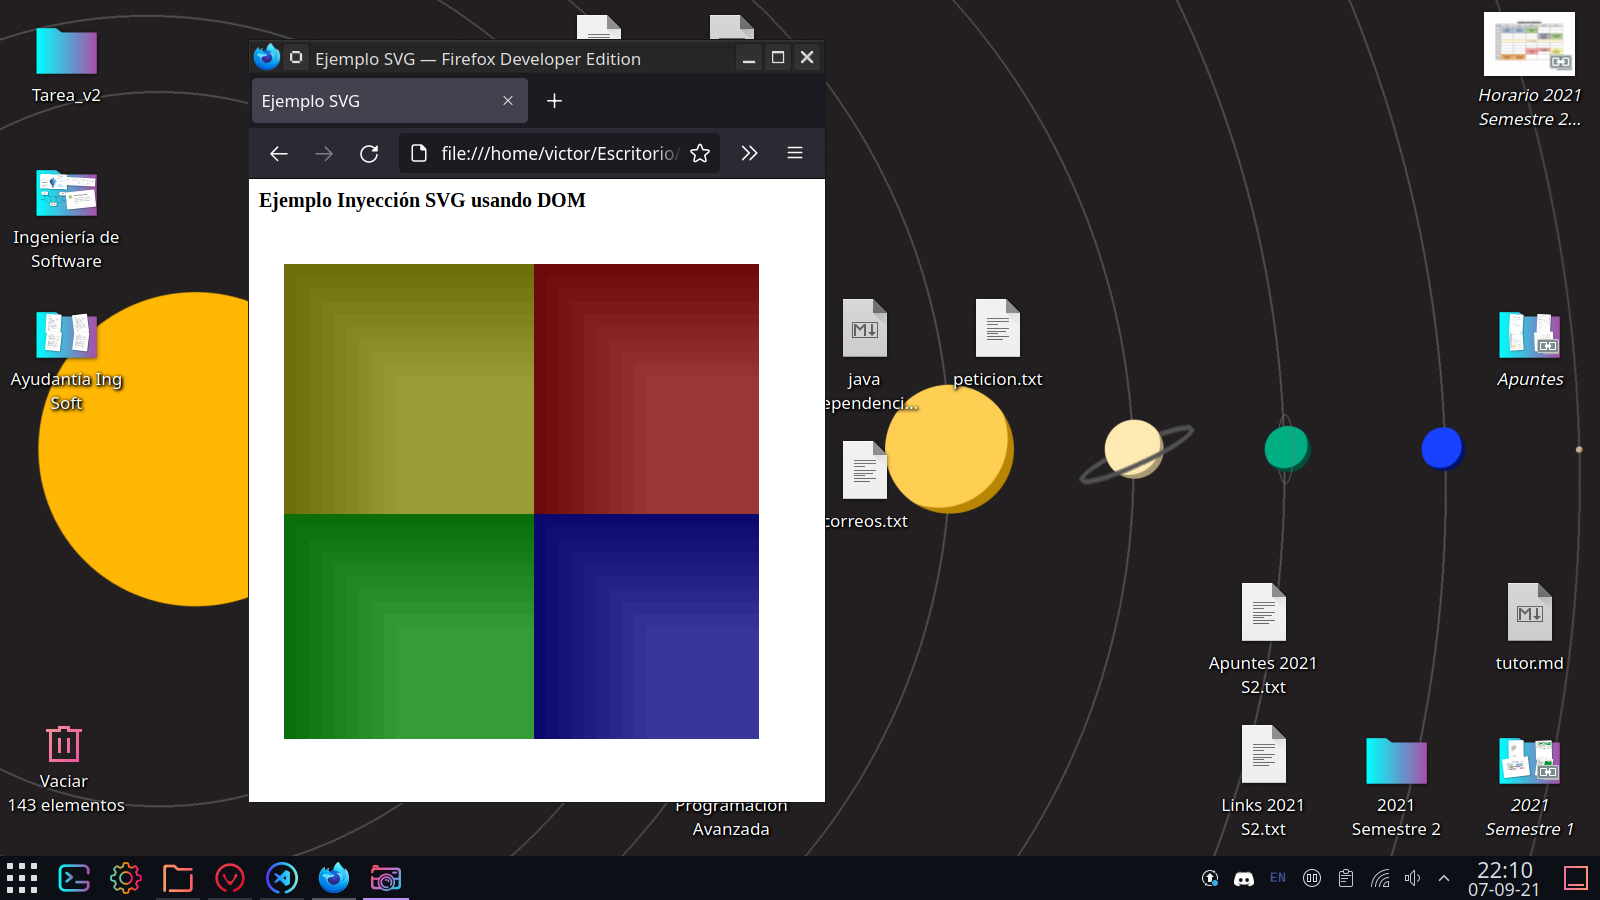 Ejemplo SVG — Firefox Developer Edition
Ejemplo SVG
file:///home/victor/Escritorio/
Ejemplo Inyección SVG usando DOM
Tarea_v2
Ingeniería de
Software
Ayudantía Ing
Soft
Vaciar
143 elementos
java
ependenci...
peticion.txt
correos.txt
Programación
Avanzada
Horario 2021
Semestre 2...
Apuntes
Apuntes 2021
S2.txt
tutor.md
Links 2021
S2.txt
2021
Semestre 2
2021
Semestre 1
EN
22:10
07-09-21